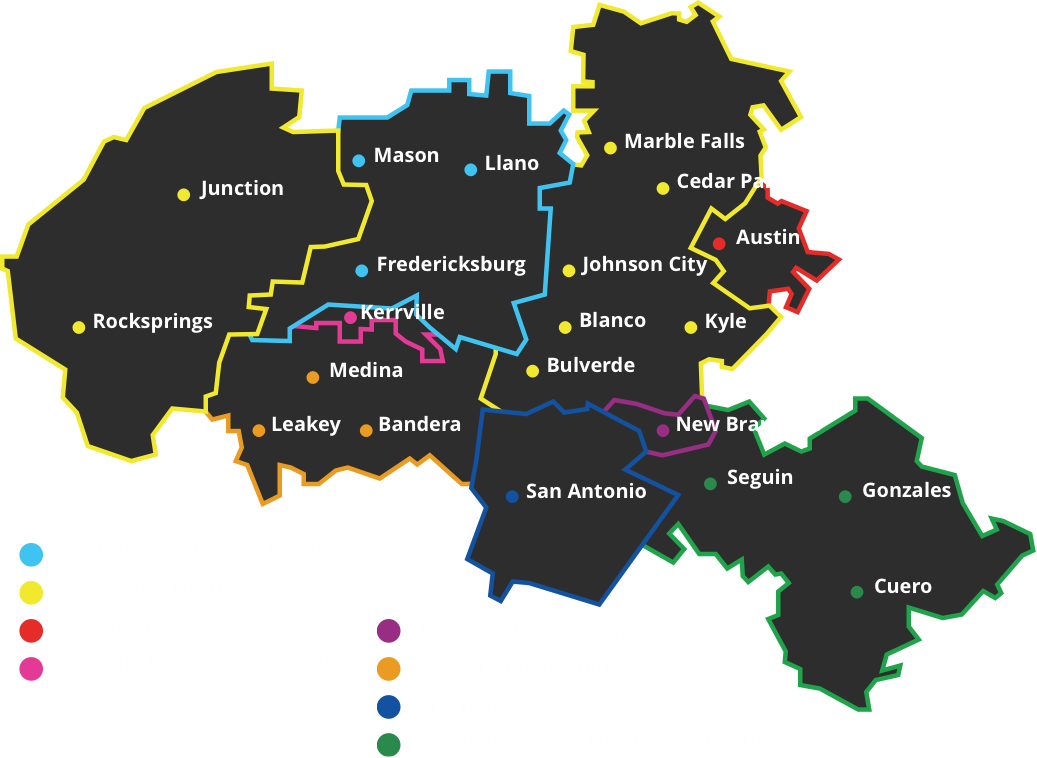 Marble Falls
Mason
Llano
Cedar Pa
Junction
Austin
Fredericksburg
Johnson City
Kerrville
Rocksprings
Blanco
Kyle
Medina
Bulverde
Leakey
Bandera
New Bra
Seguin
San Antonio
Gonzales
Cuero